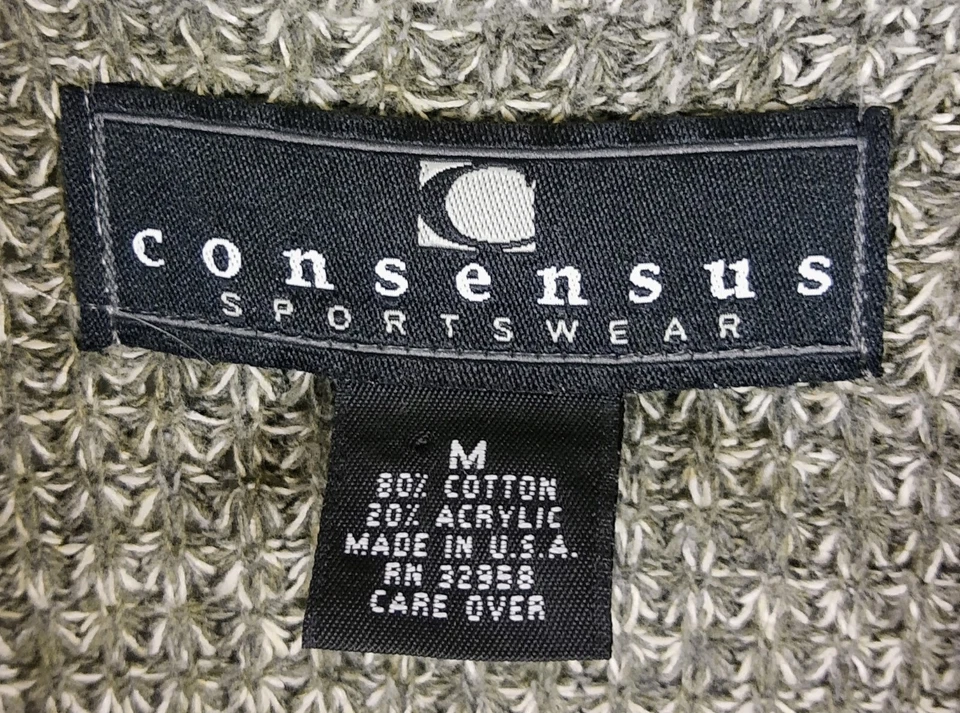 consensus
SPORTSWEAR
M
80% COTTON
20% ACRYLIC
MADE IN U.S.A.
RN 32958
CARE OVER